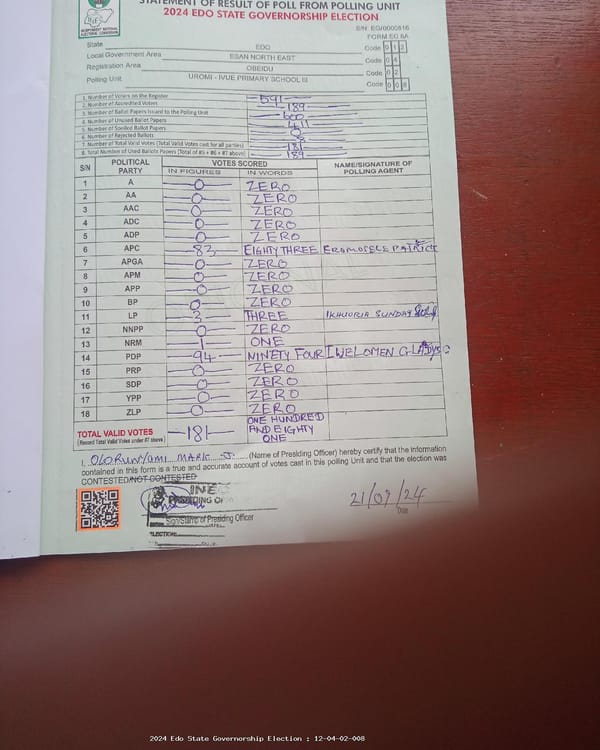 STATEMENT OF RESULT OF POLL FROM POLLING UNIT
2024 EDO STATE GOVERNORSHIP ELECTION
INDEPENDENT NATIONAL ELECTORAL COMMISSION
S/N: EG/0000816
FORM EC 8A
State EDO Code 1 2
Local Government Area ESAN NORTH EAST Code 0 4
Registration Area OBEIDU Code 0 2
Polling Unit UROMI - IVUE PRIMARY SCHOOL III Code 0 0 8
1. Number of Voters on the Register 591
2. Number of Accredited Voters 189
3. Number of Ballot Papers Issued to the Polling Unit 600
4. Number of Unused Ballot Papers 411
5. Number of Spoiled Ballot Papers 0
6. Number of Rejected Ballots 8
7. Number of Total Valid Votes (Total Valid Votes cast for all parties) 181
8. Total Number of Used Ballot Papers (Total of #5 + #6 + #7 above) 189
S/N POLITICAL PARTY VOTES SCORED NAME/SIGNATURE OF POLLING AGENT
IN FIGURES IN WORDS
1 A 0 ZERO
2 AA 0 ZERO
3 AAC 0 ZERO
4 ADC 0 ZERO
5 ADP 0 ZERO
6 APC 83 EIGHTY THREE EROMOSELE PATRICK
7 APGA 0 ZERO
8 APM 0 ZERO
9 APP 0 ZERO
10 BP 0 ZERO
11 LP 3 THREE IKHUORIA SUNDAY
12 NNPP 0 ZERO
13 NRM 1 ONE
14 PDP 94 NINETY FOUR IWELOMEN GLADYS
15 PRP 0 ZERO
16 SDP 0 ZERO
17 YPP 0 ZERO
18 ZLP 0 ZERO
TOTAL VALID VOTES 181 ONE HUNDRED AND EIGHTY ONE
(Record Total Valid Votes under #7 above)
I, OLORUNYOMI MARK J. (Name of Presiding Officer) hereby certify that the information
contained in this form is a true and accurate account of votes cast in this polling Unit and that the election was
CONTESTED/NOT CONTESTED
INEC
PRESIDING OF
21/09/24
Sign/Stamp of Presiding Officer Date
ELECTION:
2024 Edo State Governorship Election : 12-04-02-008